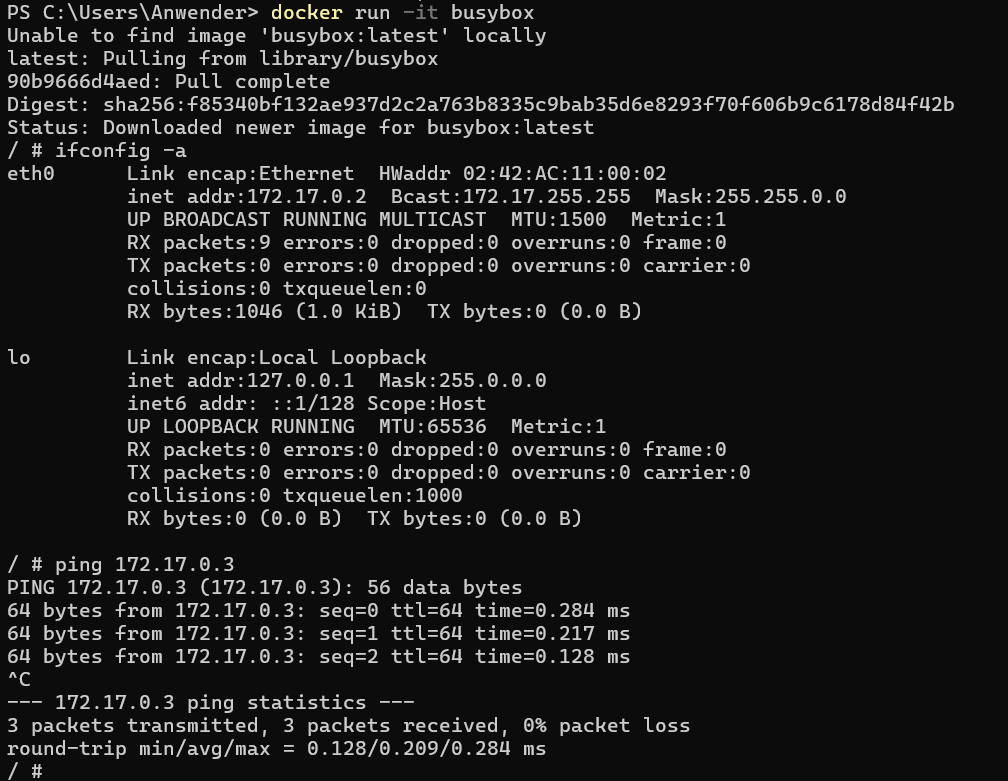 PS C:\Users\Anwender> docker run -it busybox
Unable to find image 'busybox:latest' locally
latest: Pulling from library/busybox
90b9666d4aed: Pull complete
Digest: sha256:f85340bf132ae937d2c2a763b8335c9bab35d6e8293f70f606b9c6178d84f42b
Status: Downloaded newer image for busybox:latest
/ # ifconfig -a
eth0      Link encap:Ethernet  HWaddr 02:42:AC:11:00:02
          inet addr:172.17.0.2  Bcast:172.17.255.255  Mask:255.255.0.0
          UP BROADCAST RUNNING MULTICAST  MTU:1500  Metric:1
          RX packets:9 errors:0 dropped:0 overruns:0 frame:0
          TX packets:0 errors:0 dropped:0 overruns:0 carrier:0
          collisions:0 txqueuelen:0
          RX bytes:1046 (1.0 KiB)  TX bytes:0 (0.0 B)

lo        Link encap:Local Loopback
          inet addr:127.0.0.1  Mask:255.0.0.0
          inet6 addr: ::1/128 Scope:Host
          UP LOOPBACK RUNNING  MTU:65536  Metric:1
          RX packets:0 errors:0 dropped:0 overruns:0 frame:0
          TX packets:0 errors:0 dropped:0 overruns:0 carrier:0
          collisions:0 txqueuelen:1000
          RX bytes:0 (0.0 B)  TX bytes:0 (0.0 B)

/ # ping 172.17.0.3
PING 172.17.0.3 (172.17.0.3): 56 data bytes
64 bytes from 172.17.0.3: seq=0 ttl=64 time=0.284 ms
64 bytes from 172.17.0.3: seq=1 ttl=64 time=0.217 ms
64 bytes from 172.17.0.3: seq=2 ttl=64 time=0.128 ms
^C
--- 172.17.0.3 ping statistics ---
3 packets transmitted, 3 packets received, 0% packet loss
round-trip min/avg/max = 0.128/0.209/0.284 ms
/ #